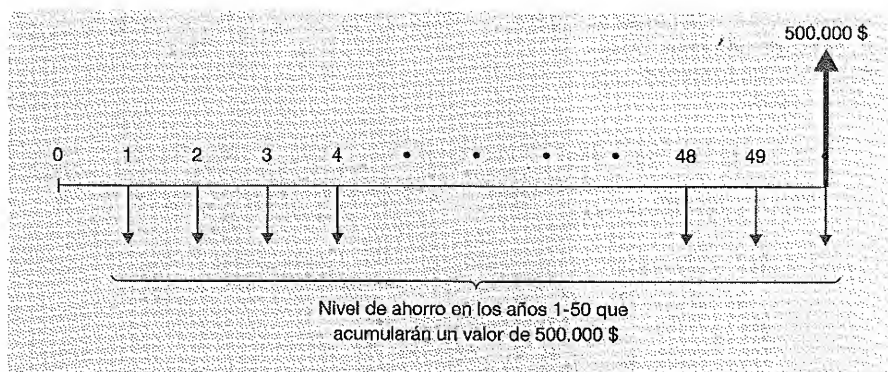 500.000 $
0 1 2 3 4 • • • • 48 49
Nivel de ahorro en los años 1-50 que
acumularán un valor de 500.000 $